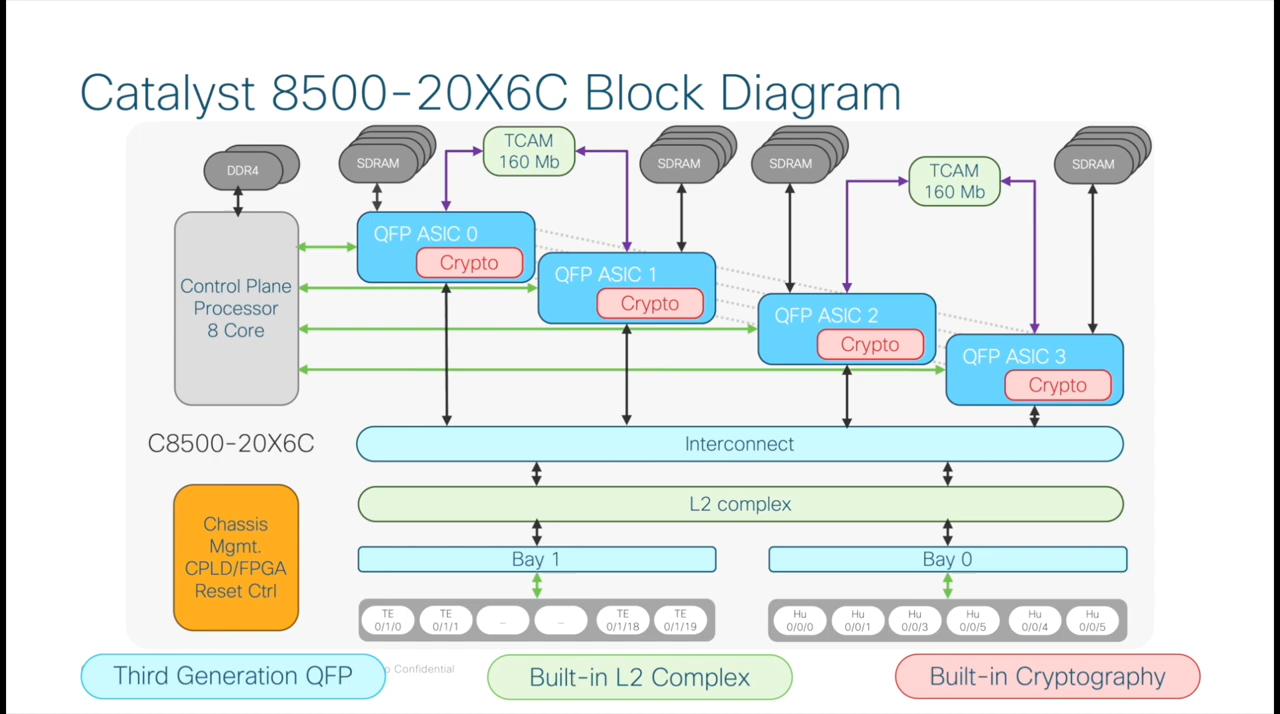 Catalyst 8500-20X6C Block Diagram
DDR4
SDRAM
TCAM
160 Mb
SDRAM
SDRAM
TCAM
160 Mb
SDRAM
Control Plane
Processor
8 Core
QFP ASIC 0
Crypto
QFP ASIC 1
Crypto
QFP ASIC 2
Crypto
QFP ASIC 3
Crypto
C8500-20X6C
Interconnect
L2 complex
Chassis
Mgmt.
CPLD/FPGA
Reset Ctrl
Bay 1
Bay 0
TE
0/1/0
TE
0/1/1
...
...
TE
0/1/18
TE
0/1/19
Hu
0/0/0
Hu
0/0/1
Hu
0/0/3
Hu
0/0/5
Hu
0/0/4
Hu
0/0/5
Confidential
Third Generation QFP
Built-in L2 Complex
Built-in Cryptography